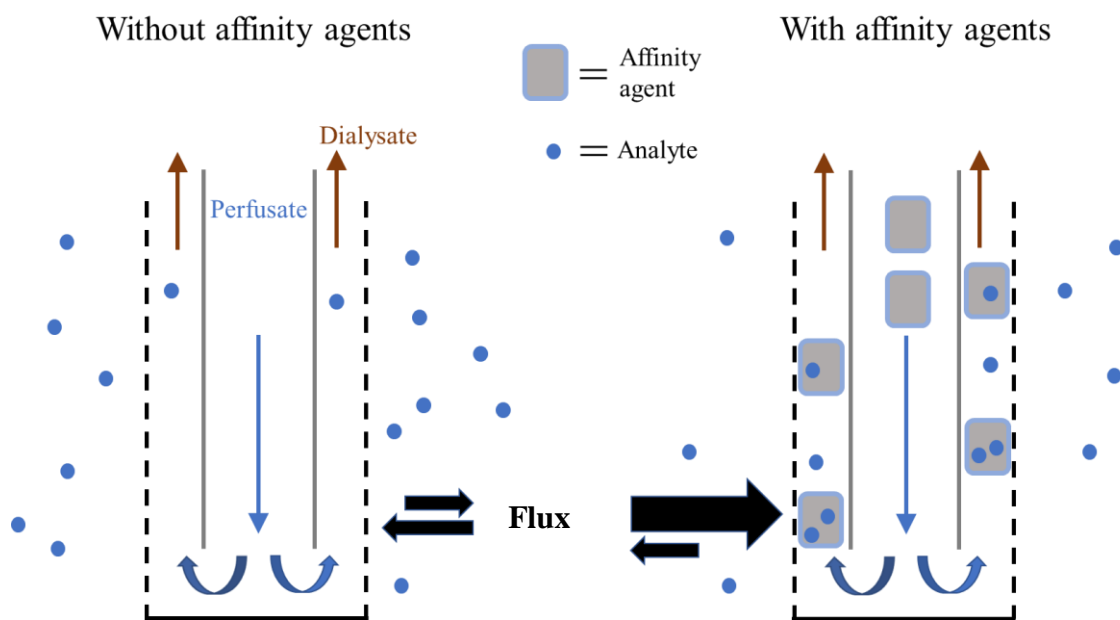 Without affinity agents
With affinity agents
= Affinity
agent
= Analyte
Dialysate
Perfusate
Flux